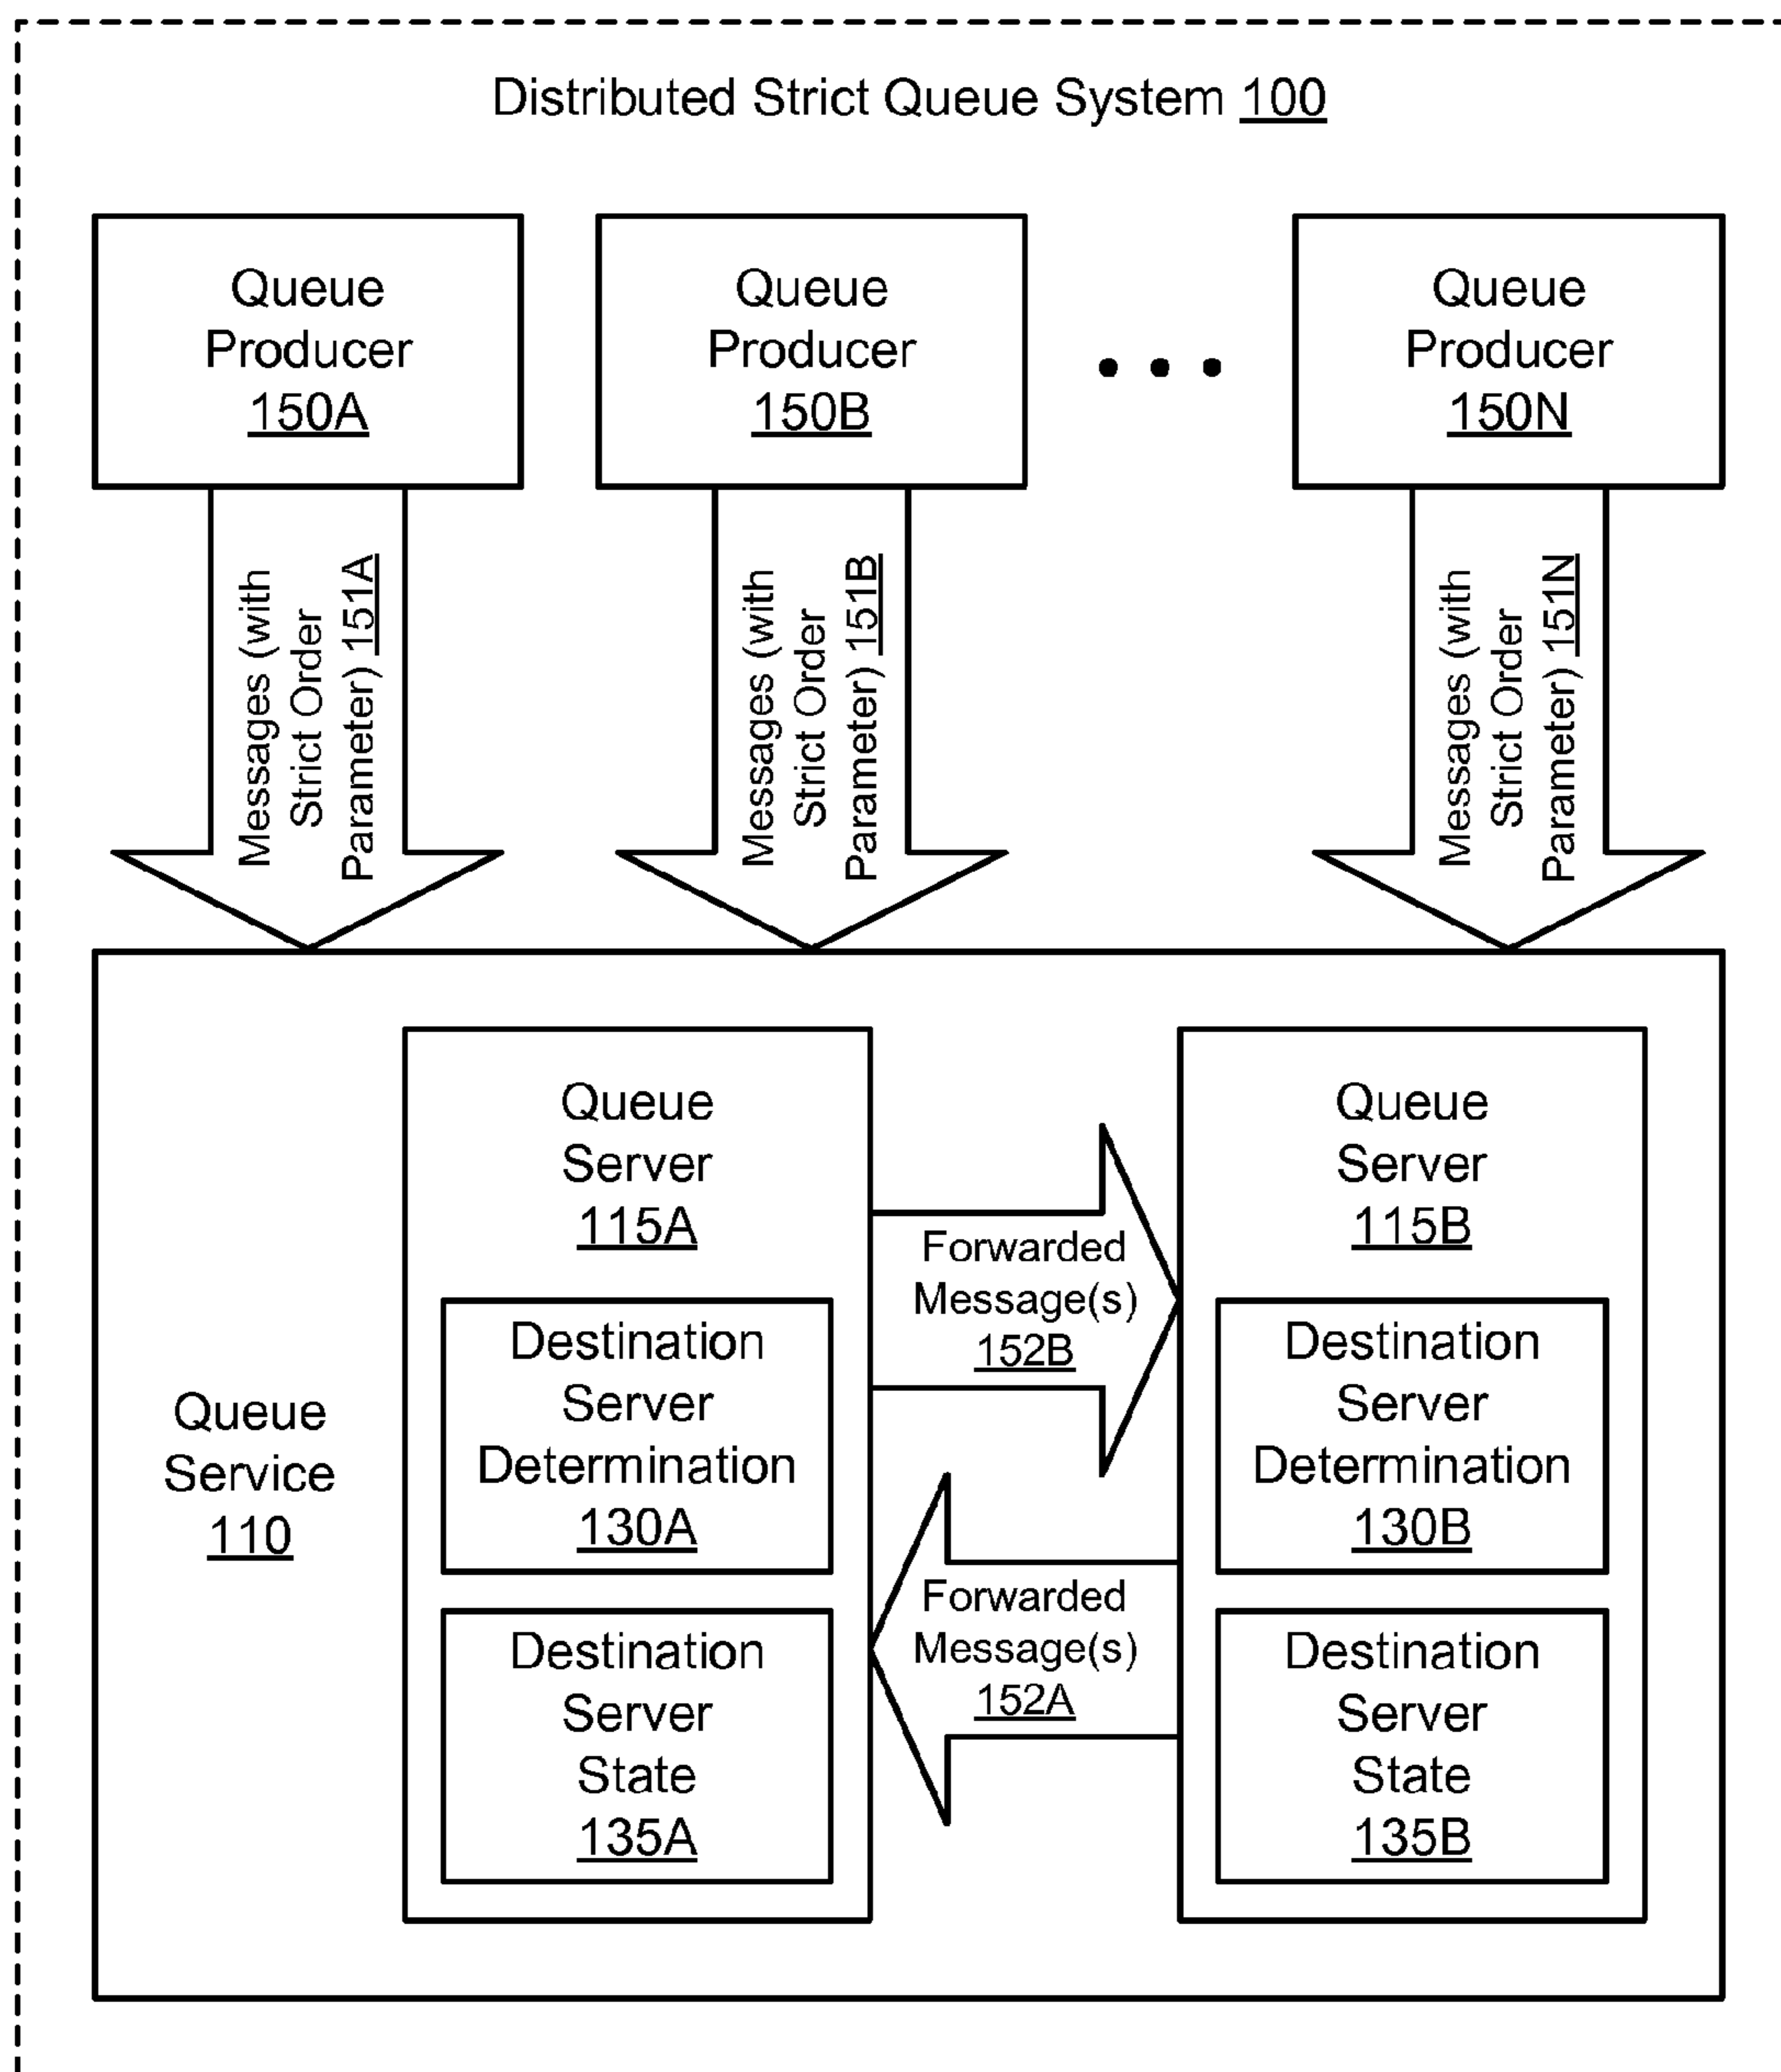 Distributed Strict Queue System 100
Queue
Producer
150A
Queue
Producer
150B
Queue
Producer
150N
Messages (with
Strict Order
Parameter) 151A
Messages (with
Strict Order
Parameter) 151B
Messages (with
Strict Order
Parameter) 151N
Queue
Service
110
Queue
Server
115A
Destination
Server
Determination
130A
Destination
Server
State
135A
Forwarded
Message(s)
152B
Forwarded
Message(s)
152A
Queue
Server
115B
Destination
Server
Determination
130B
Destination
Server
State
135B